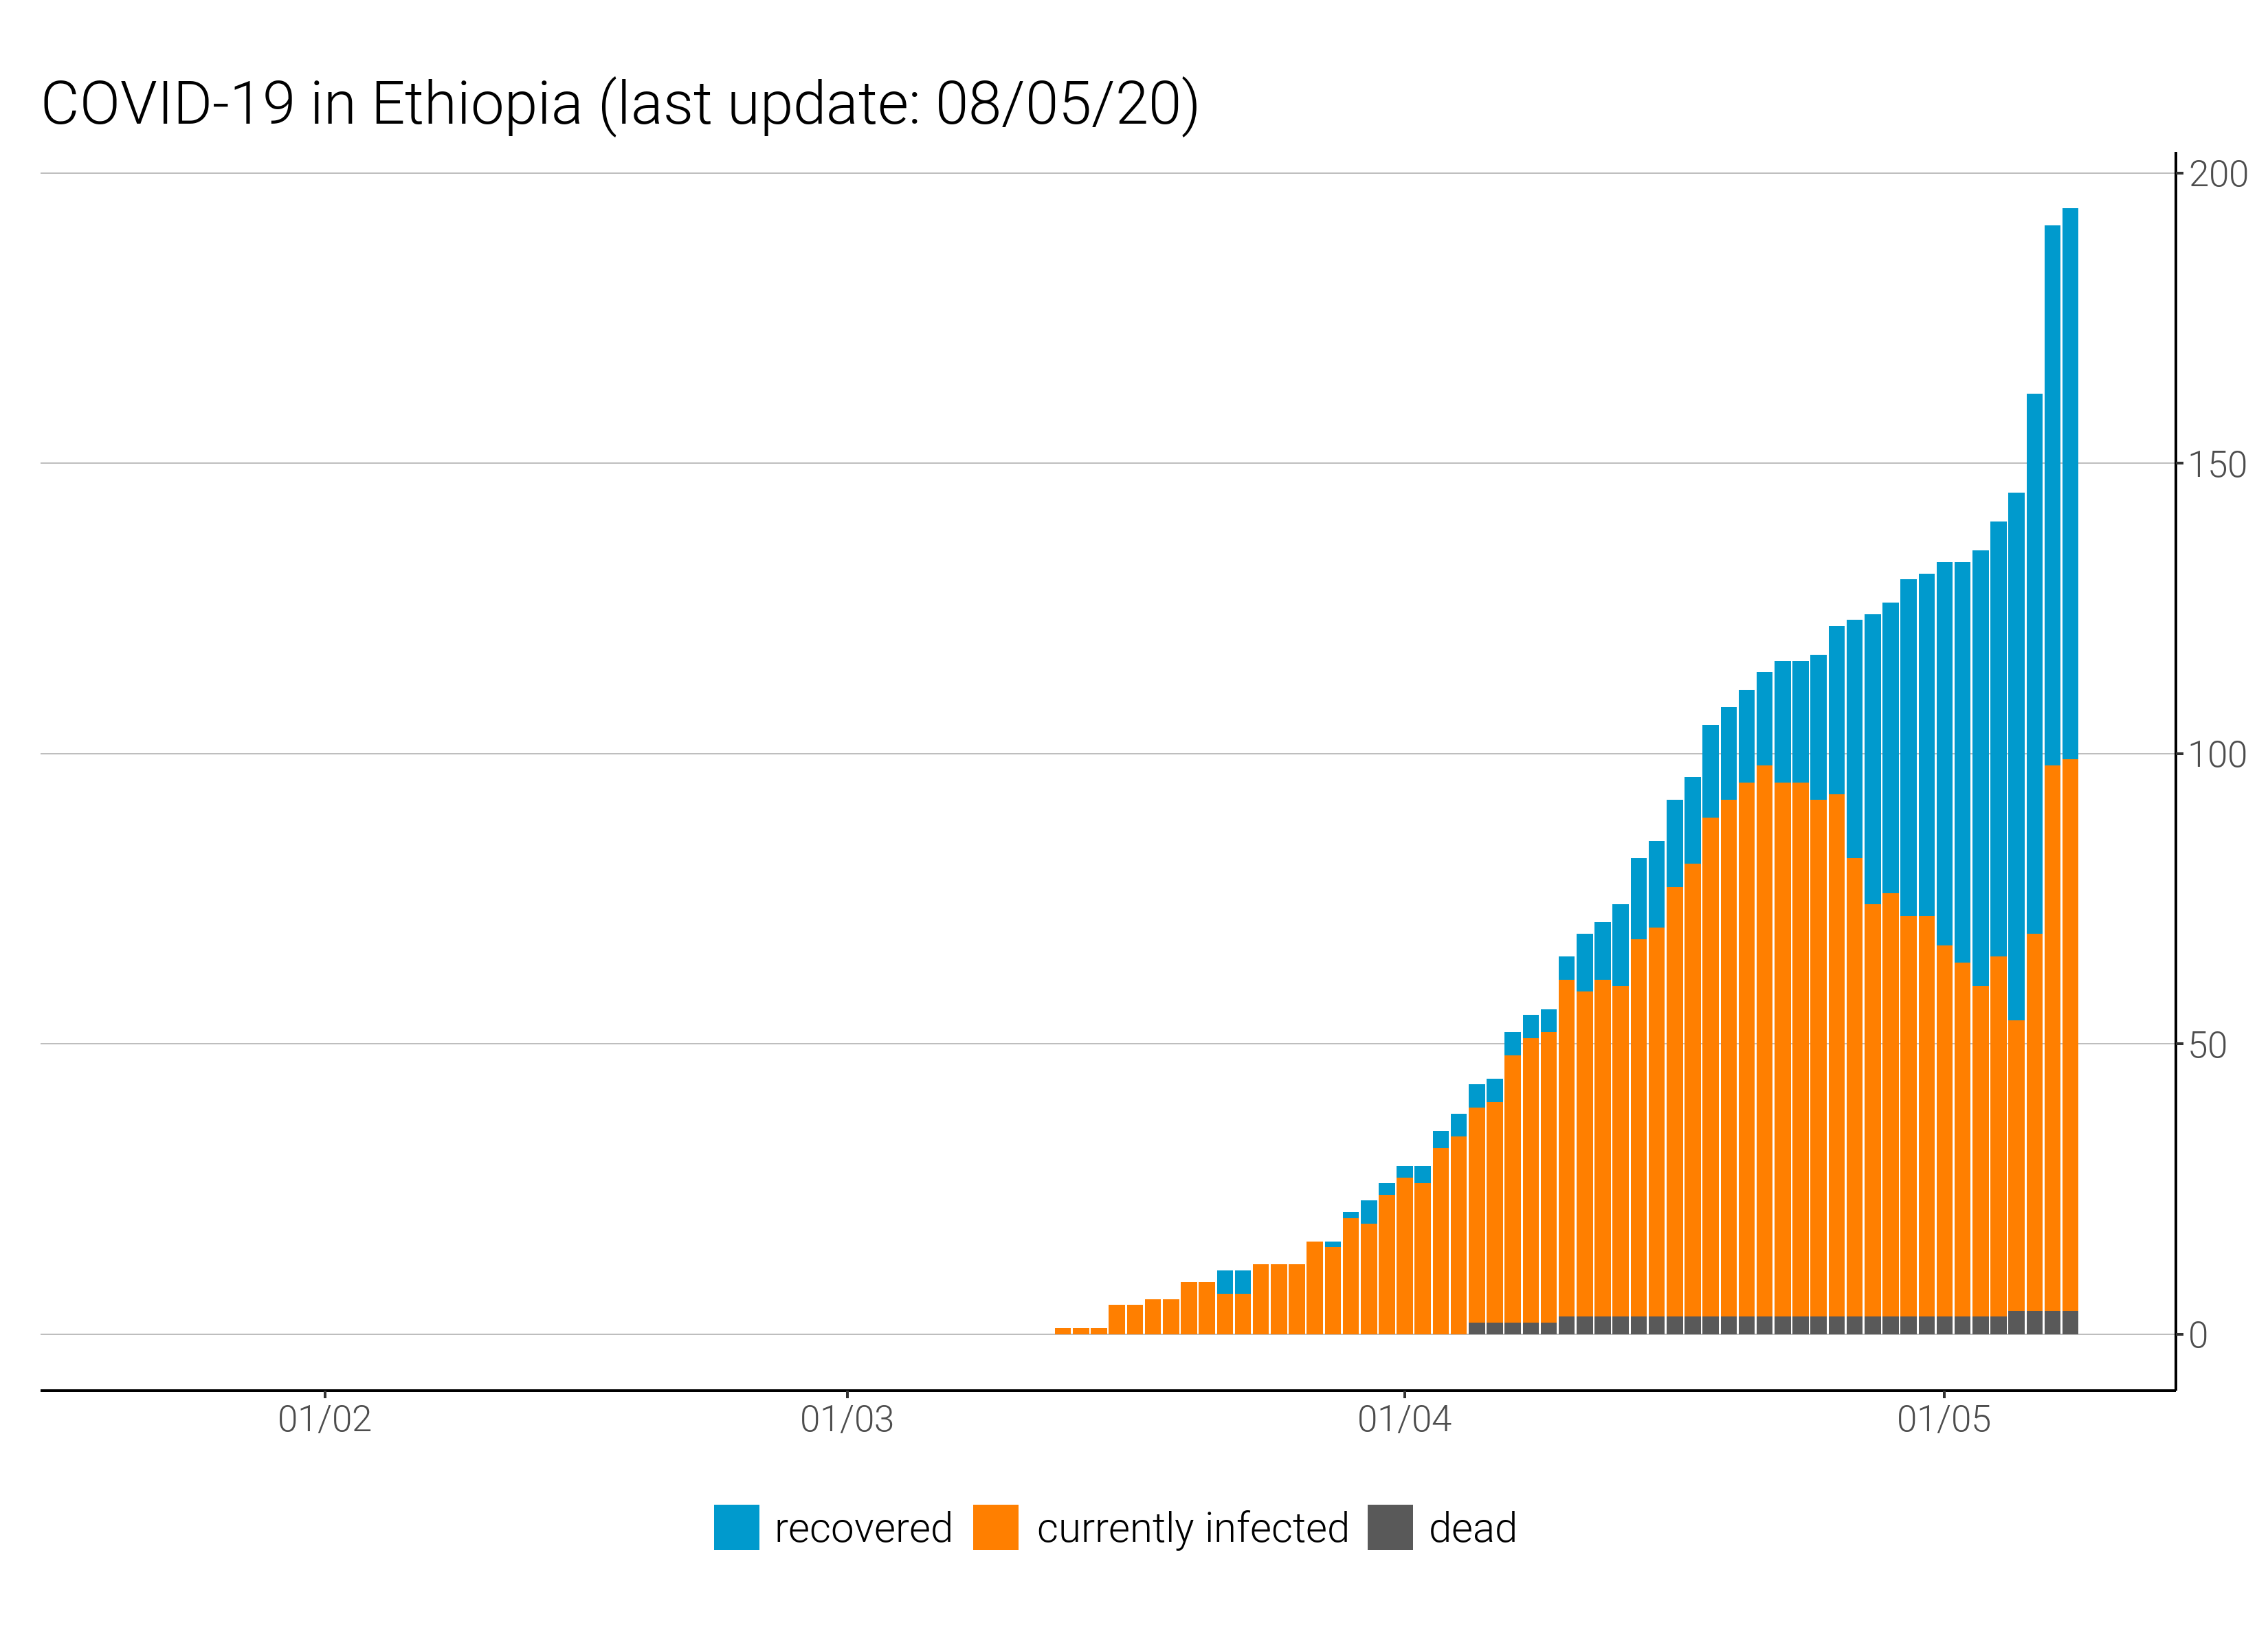 COVID-19 in Ethiopia (last update: 08/05/20)
200
150
100
50
0
01/02 01/03 01/04 01/05
recovered currently infected dead